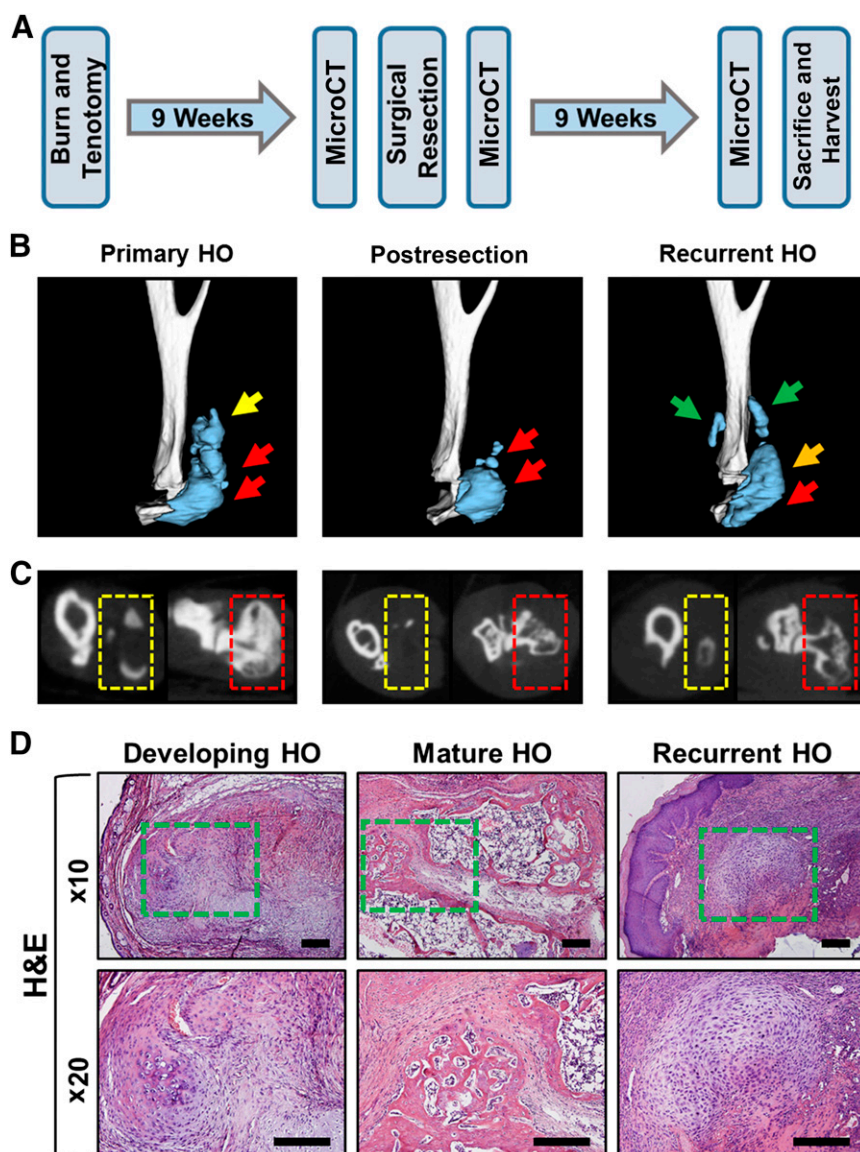 A
Burn and
Tenotomy
9 Weeks
MicroCT
Surgical
Resection
MicroCT
9 Weeks
MicroCT
Sacrifice and
Harvest
B
Primary HO
Postresection
Recurrent HO
C
D
Developing HO
Mature HO
Recurrent HO
H&E
x10
x20